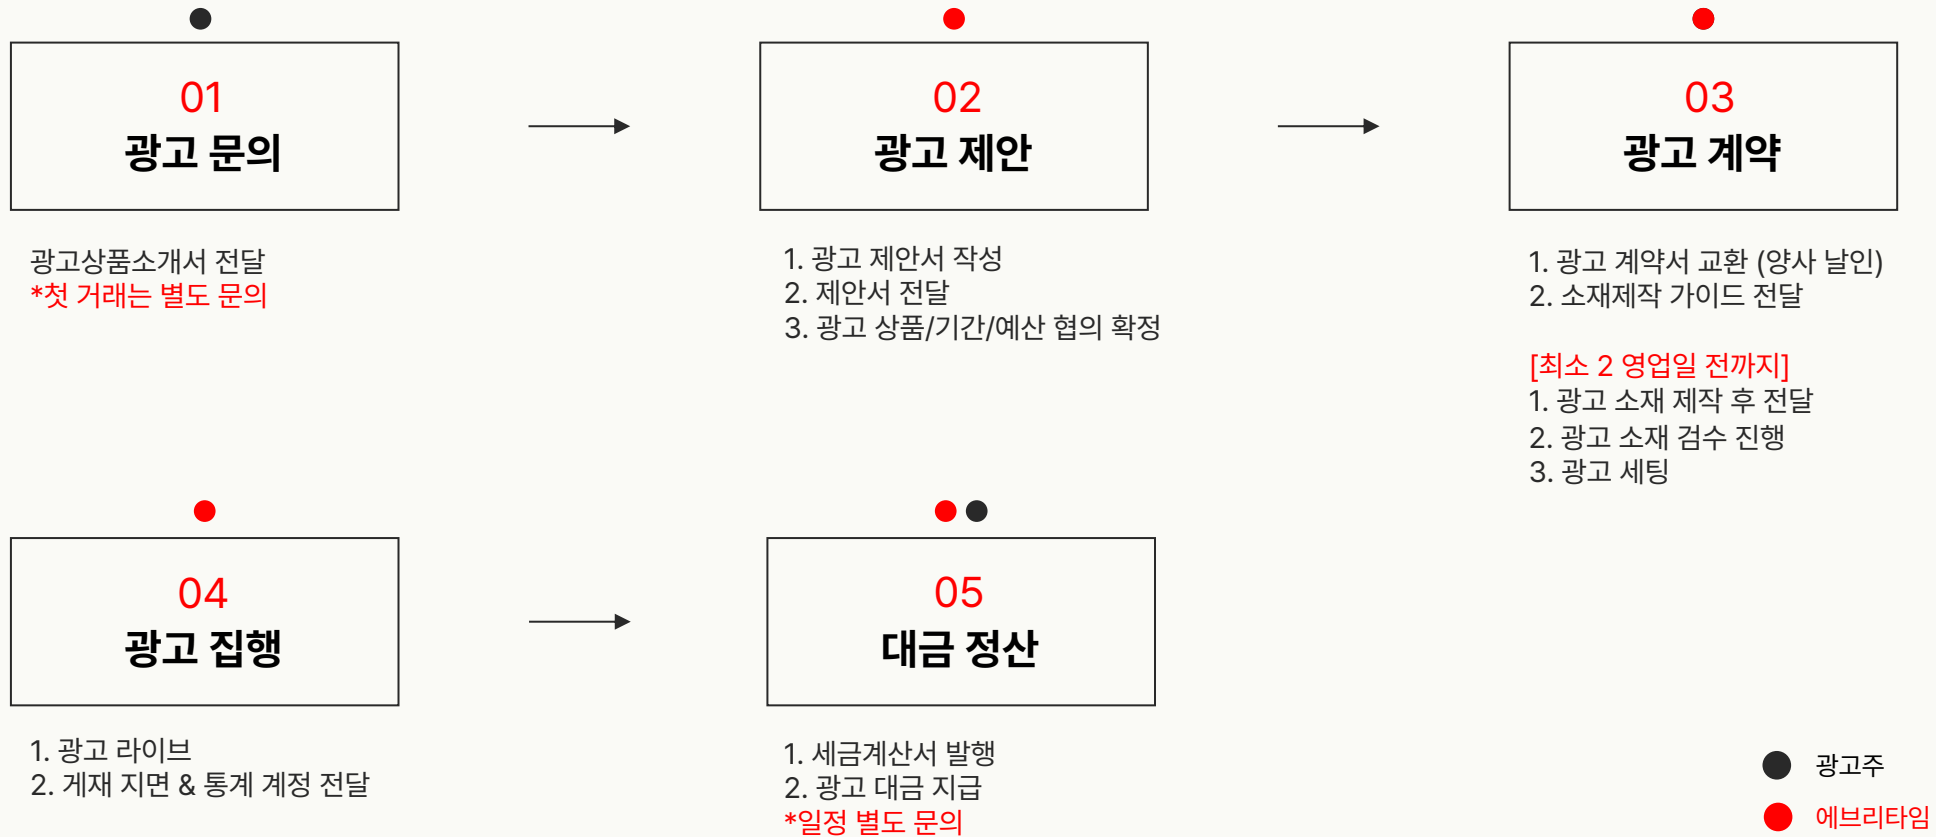 01
광고 문의
광고상품소개서 전달
*첫 거래는 별도 문의
02
광고 제안
1. 광고 제안서 작성
2. 제안서 전달
3. 광고 상품/기간/예산 협의 확정
03
광고 계약
1. 광고 계약서 교환 (양사 날인)
2. 소재제작 가이드 전달
[최소 2 영업일 전까지]
1. 광고 소재 제작 후 전달
2. 광고 소재 검수 진행
3. 광고 세팅
04
광고 집행
1. 광고 라이브
2. 게재 지면 & 통계 계정 전달
05
대금 정산
1. 세금계산서 발행
2. 광고 대금 지급
*일정 별도 문의
광고주
에브리타임